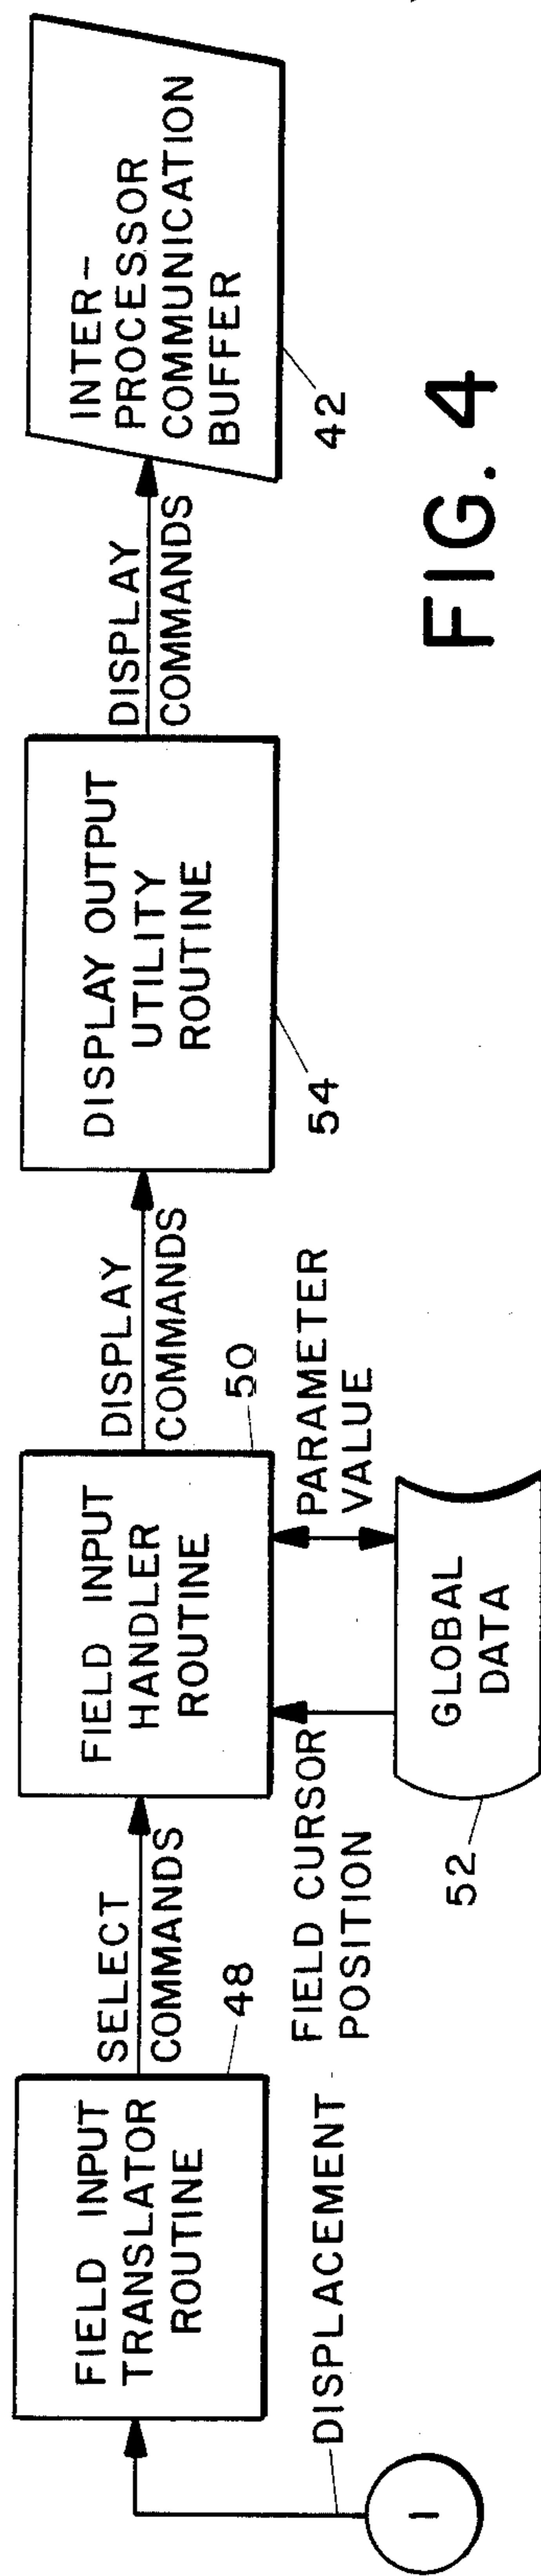 FIELD INPUT
TRANSLATOR
ROUTINE
48
DISPLACEMENT
1
SELECT
COMMANDS
FIELD INPUT
HANDLER
ROUTINE
50
FIELD CURSOR
POSITION
PARAMETER
VALUE
GLOBAL
DATA
52
DISPLAY
COMMANDS
DISPLAY OUTPUT
UTILITY
ROUTINE
54
DISPLAY
COMMANDS
INTER-
PROCESSOR
COMMUNICATION
BUFFER
42
FIG. 4